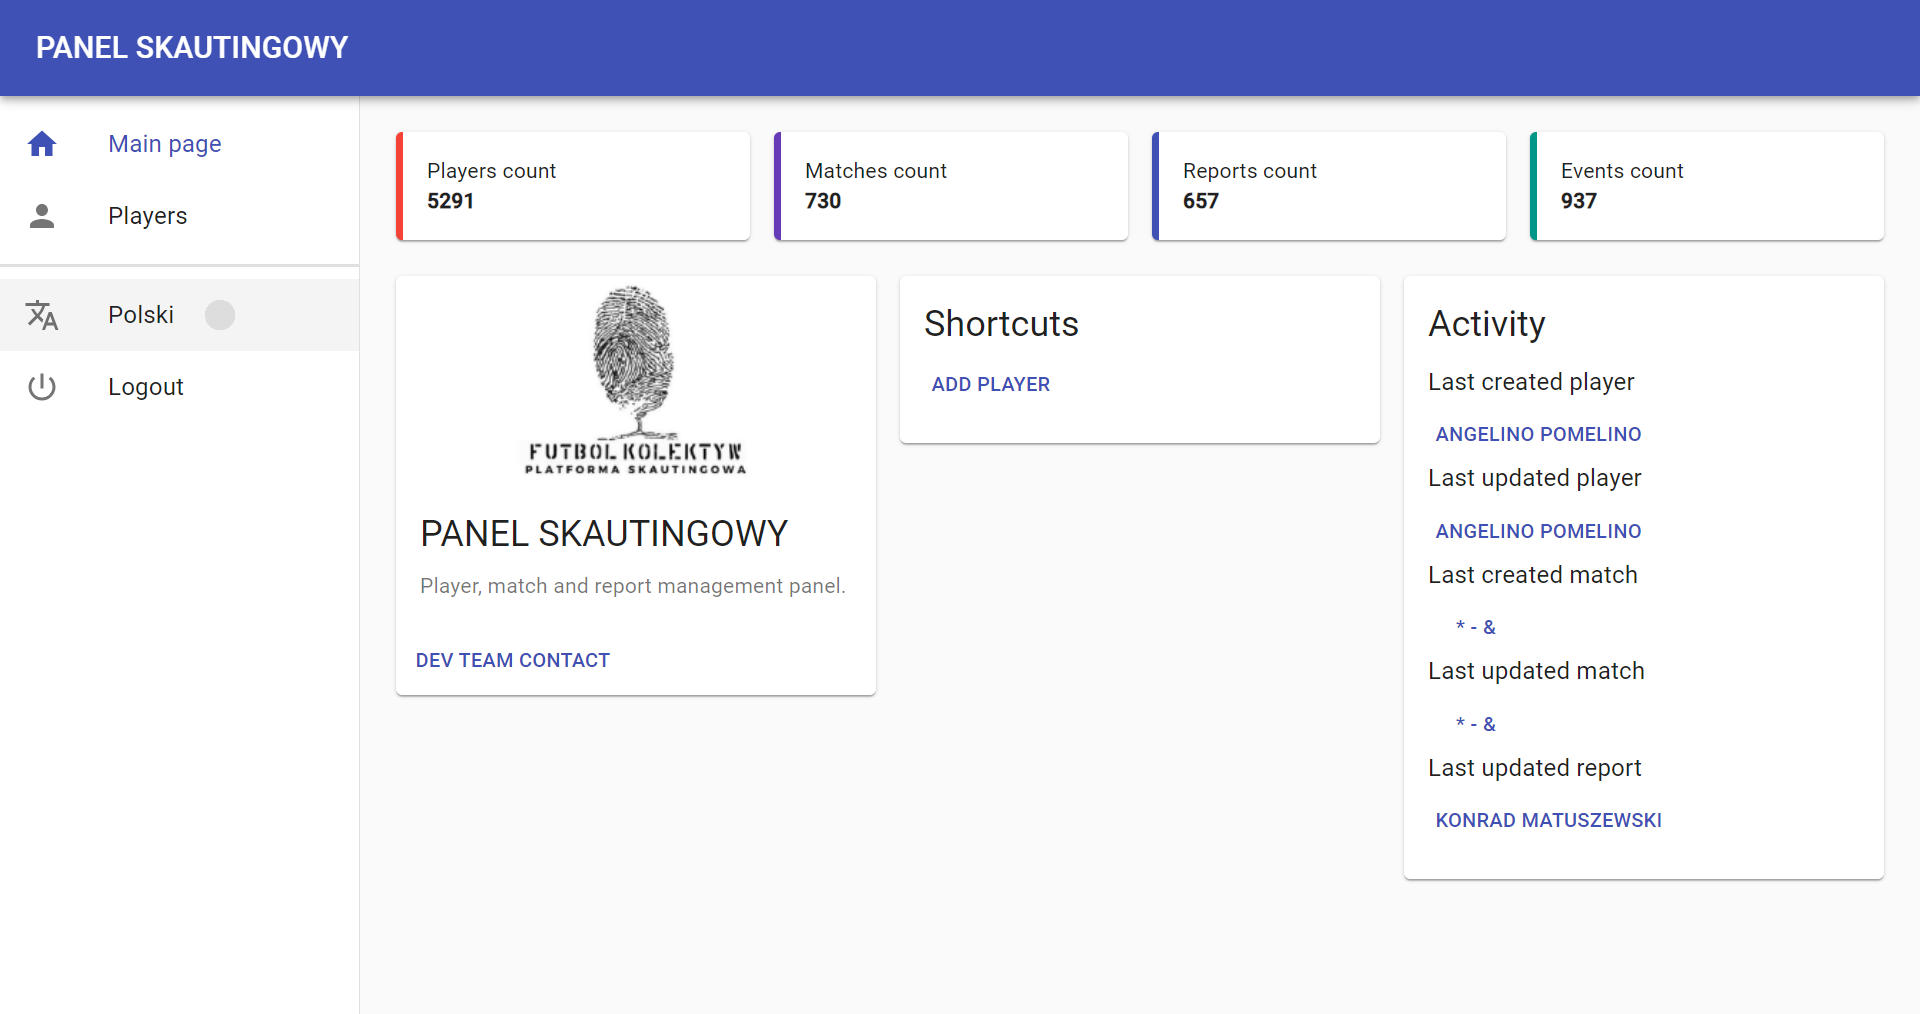 PANEL SKAUTINGOWY
Main page
Players
Polski
Logout
Players count
5291
Matches count
730
Reports count
657
Events count
937
FUTBOL KOLEKTYW
PLATFORMA SKAUTINGOWA
PANEL SKAUTINGOWY
Player, match and report management panel.
DEV TEAM CONTACT
Shortcuts
ADD PLAYER
Activity
Last created player
ANGELINO POMELINO
Last updated player
ANGELINO POMELINO
Last created match
* - &
Last updated match
* - &
Last updated report
KONRAD MATUSZEWSKI